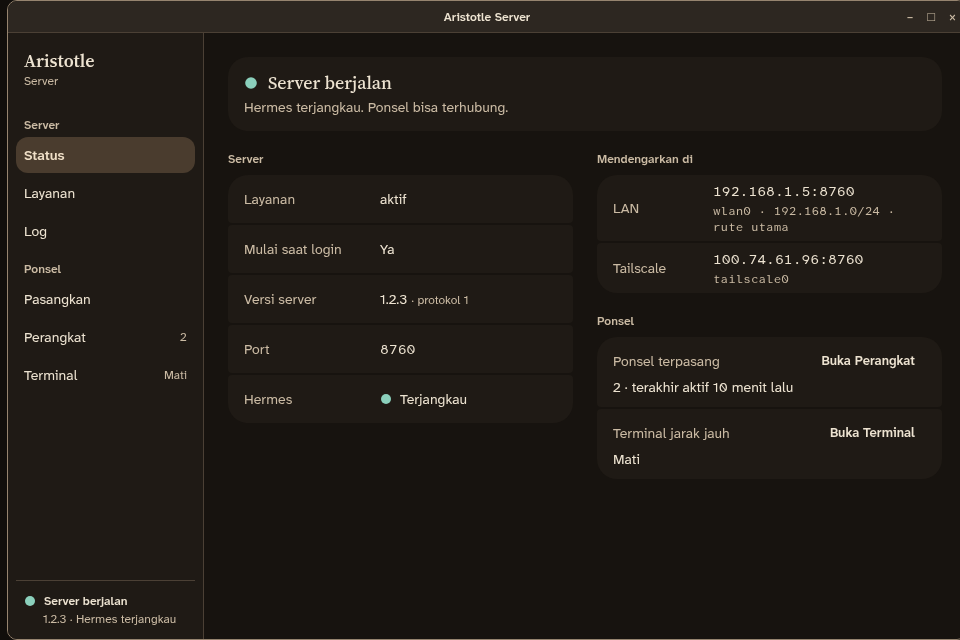 Aristotle Server
Aristotle
Server
Server
Status
Layanan
Log
Ponsel
Pasangkan
Perangkat 2
Terminal Mati
Server berjalan
1.2.3 · Hermes terjangkau
Server berjalan
Hermes terjangkau. Ponsel bisa terhubung.
Server
Layanan aktif
Mulai saat login Ya
Versi server 1.2.3 · protokol 1
Port 8760
Hermes Terjangkau
Mendengarkan di
LAN 192.168.1.5:8760
wlan0 · 192.168.1.0/24 ·
rute utama
Tailscale 100.74.61.96:8760
tailscale0
Ponsel
Ponsel terpasang Buka Perangkat
2 · terakhir aktif 10 menit lalu
Terminal jarak jauh Buka Terminal
Mati